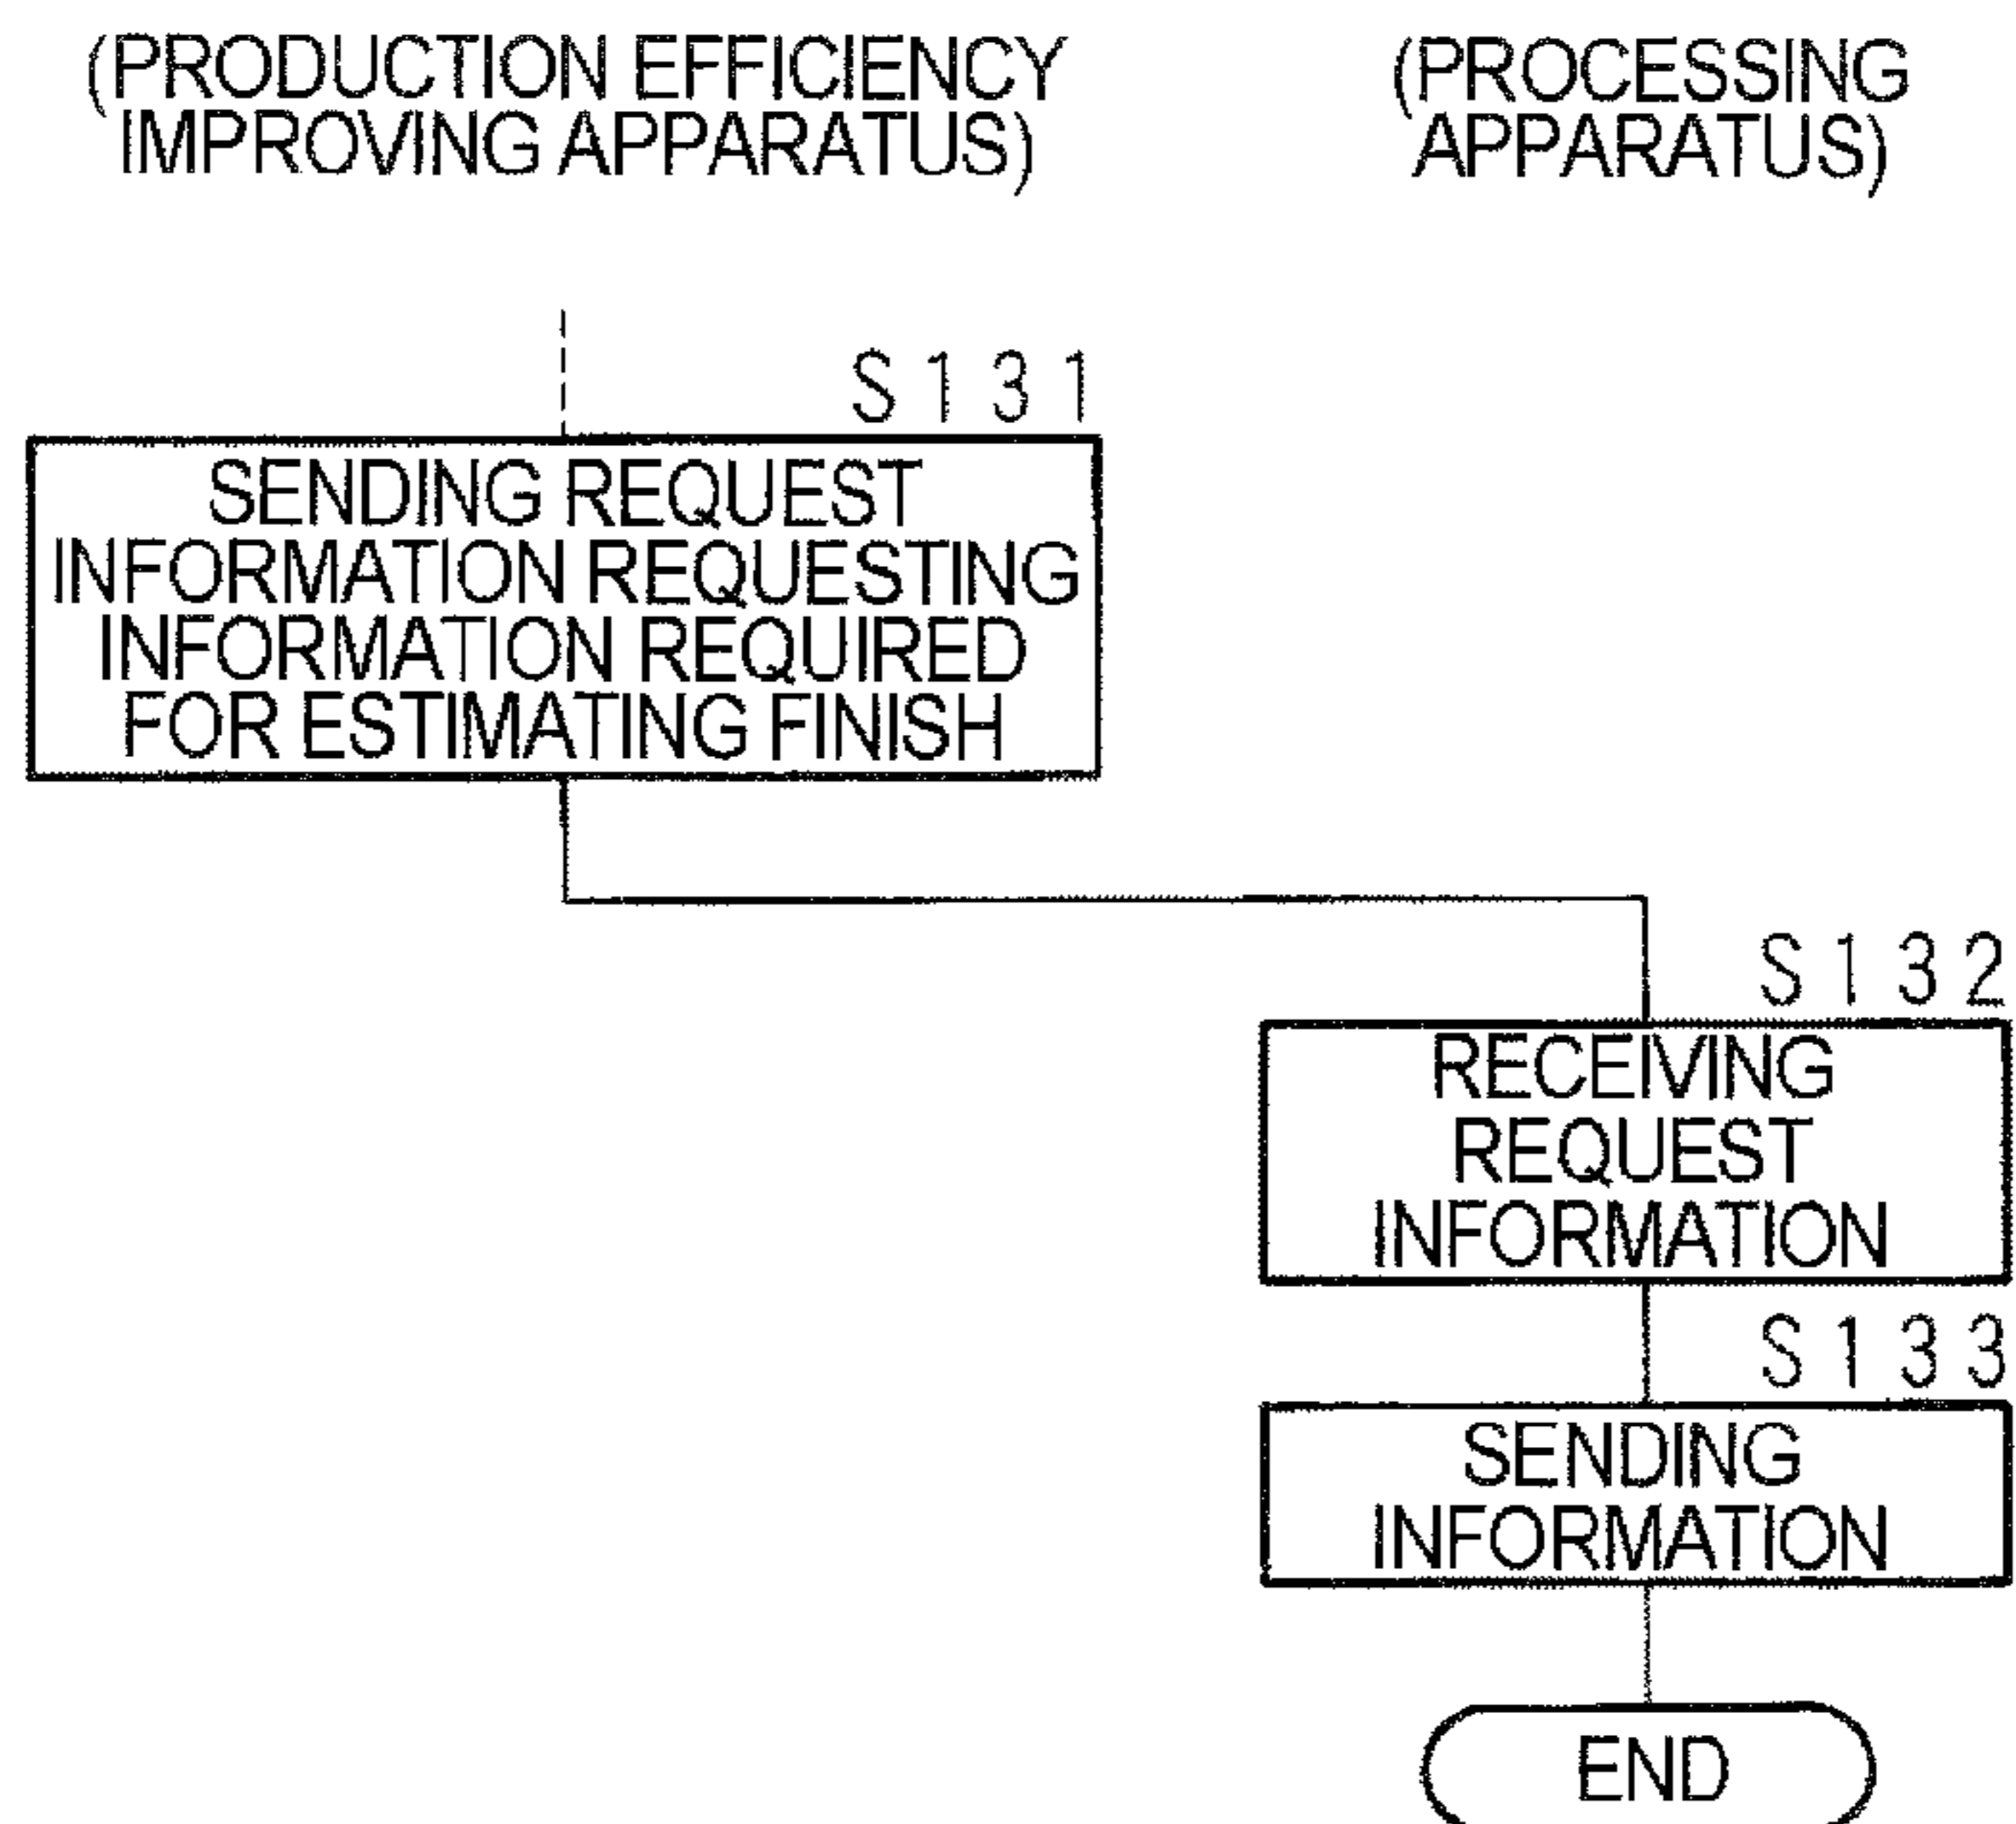 (PRODUCTION EFFICIENCY
IMPROVING APPARATUS)
(PROCESSING
APPARATUS)
S131
SENDING REQUEST
INFORMATION REQUESTING
INFORMATION REQUIRED
FOR ESTIMATING FINISH
S132
RECEIVING
REQUEST
INFORMATION
S133
SENDING
INFORMATION
END